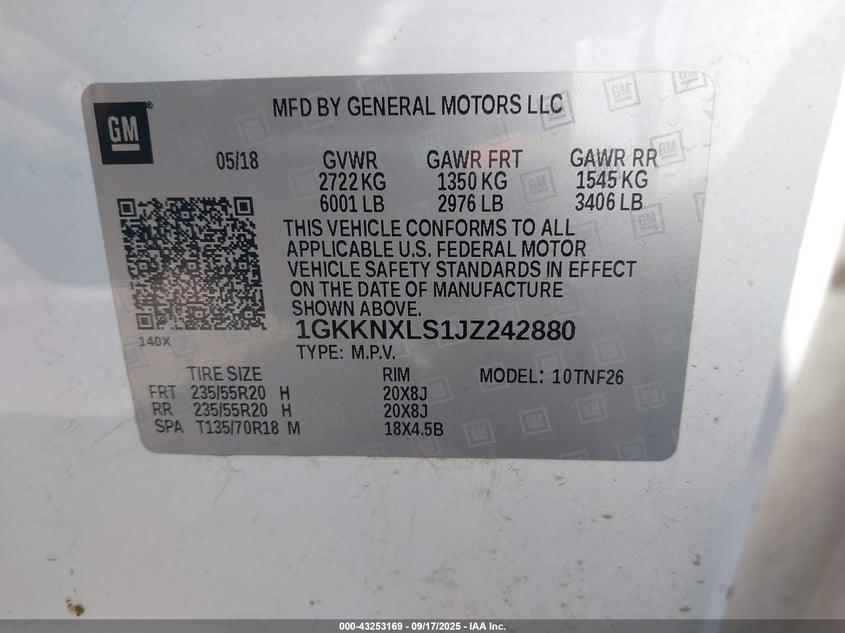 GM
MFD BY GENERAL MOTORS LLC
05/18 GVWR GAWR FRT GAWR RR
2722 KG 1350 KG 1545 KG
6001 LB 2976 LB 3406 LB
THIS VEHICLE CONFORMS TO ALL
APPLICABLE U.S. FEDERAL MOTOR
VEHICLE SAFETY STANDARDS IN EFFECT
ON THE DATE OF MANUFACTURE
SHOWN ABOVE.
140X
1GKKNXLS1JZ242880
TYPE: M.P.V.
TIRE SIZE RIM MODEL: 10TNF26
FRT 235/55R20 H 20X8J
RR 235/55R20 H 20X8J
SPA T135/70R18 M 18X4.5B
000-43253169 - 09/17/2025 - IAA Inc.